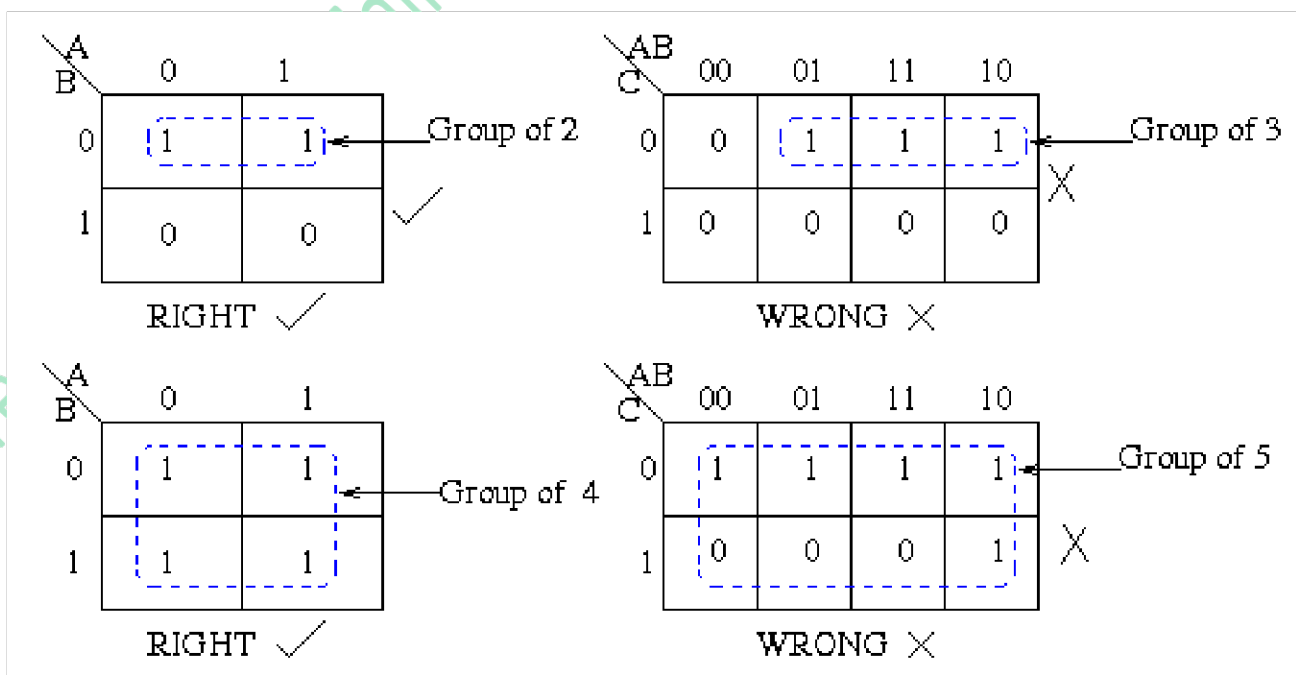 A
B
0 1
0 1 1 Group of 2
1 0 0
RIGHT
AB
C
00 01 11 10
0 0 1 1 1 Group of 3
1 0 0 0 0
WRONG
A
B
0 1
0 1 1
Group of 4
1 1 1
RIGHT
AB
C
00 01 11 10
0 1 1 1 1 Group of 5
1 0 0 0 1
WRONG